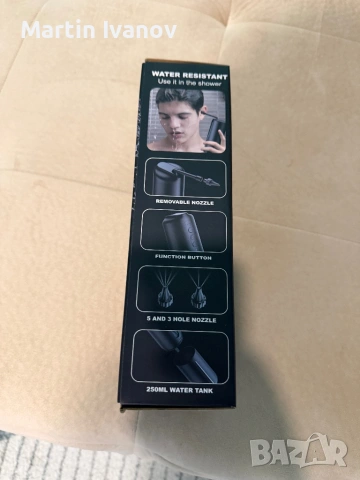 Martin Ivanov
WATER RESISTANT
Use it in the shower
REMOVABLE NOZZLE
FUNCTION BUTTON
5 AND 3 HOLE NOZZLE
250ML WATER TANK
BAZAR
bg